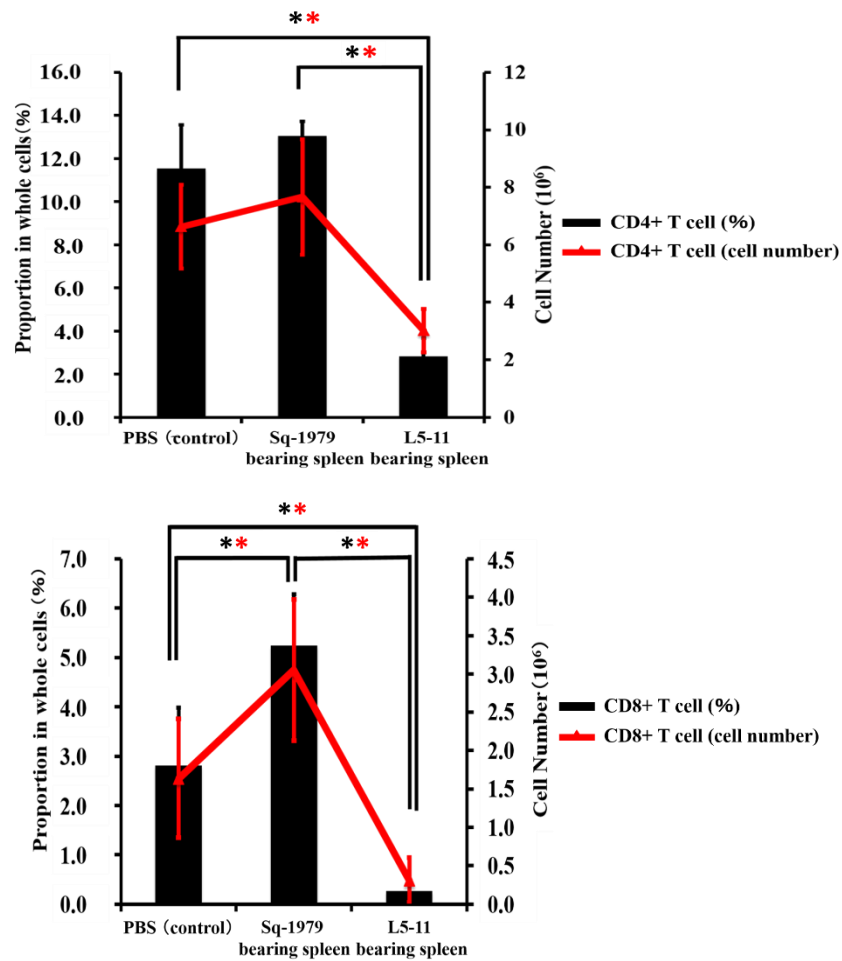 **
**
16.0
14.0
12.0
10.0
8.0
6.0
4.0
2.0
0.0
Proportion in whole cells(%)
12
10
8
6
4
2
0
Cell Number (10⁶)
CD4+ T cell (%)
CD4+ T cell (cell number)
PBS (control)
Sq-1979
bearing spleen
L5-11
bearing spleen
**
**
**
7.0
6.0
5.0
4.0
3.0
2.0
1.0
0.0
Proportion in whole cells (%)
4.5
4.0
3.5
3.0
2.5
2.0
1.5
1.0
0.5
0.0
Cell Number (10⁶)
CD8+ T cell (%)
CD8+ T cell (cell number)
PBS (control)
Sq-1979
bearing spleen
L5-11
bearing spleen